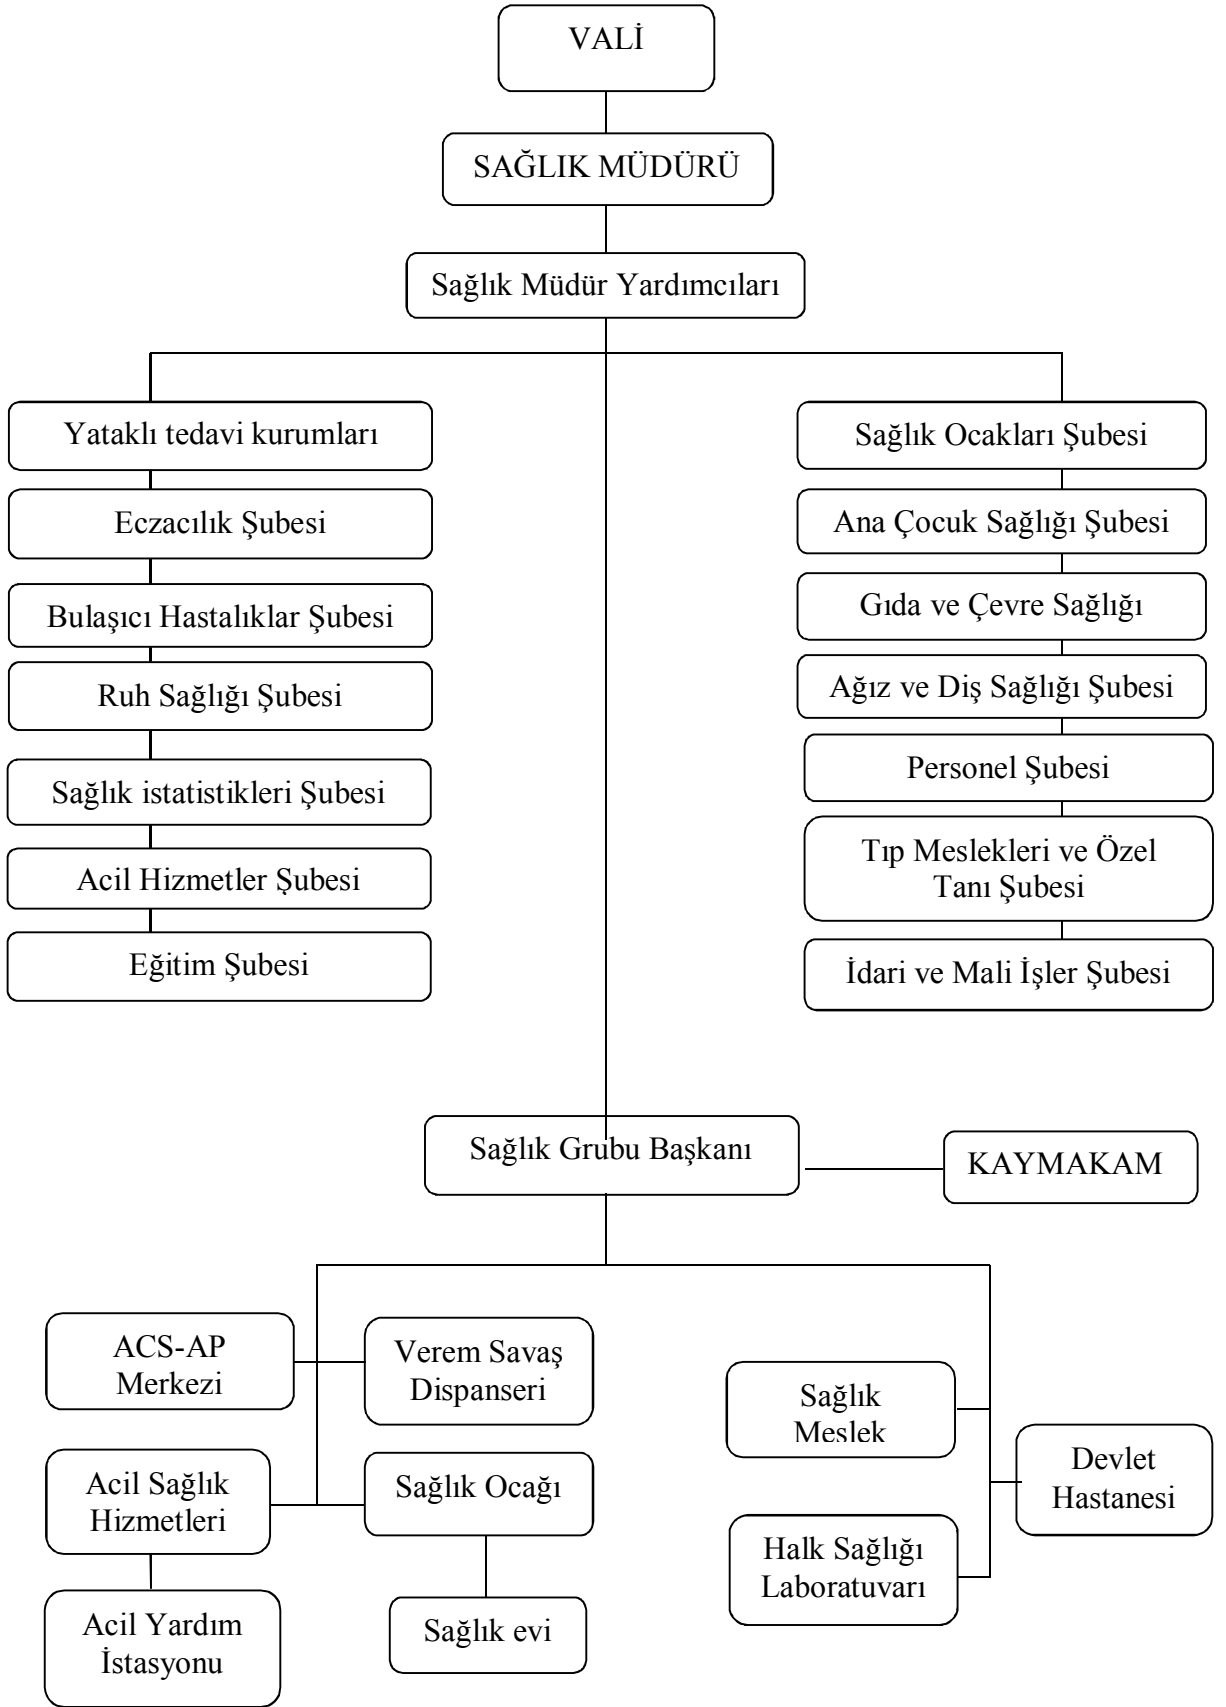 VALİ
SAĞLIK MÜDÜRÜ
Sağlık Müdür Yardımcıları
Yataklı tedavi kurumları
Eczacılık Şubesi
Bulaşıcı Hastalıklar Şubesi
Ruh Sağlığı Şubesi
Sağlık istatistikleri Şubesi
Acil Hizmetler Şubesi
Eğitim Şubesi
Sağlık Ocakları Şubesi
Ana Çocuk Sağlığı Şubesi
Gıda ve Çevre Sağlığı
Ağız ve Diş Sağlığı Şubesi
Personel Şubesi
Tıp Meslekleri ve Özel
Tanı Şubesi
İdari ve Mali İşler Şubesi
Sağlık Grubu Başkanı
KAYMAKAM
ACS-AP
Merkezi
Verem Savaş
Dispanseri
Acil Sağlık
Hizmetleri
Sağlık Ocağı
Acil Yardım
İstasyonu
Sağlık evi
Sağlık
Meslek
Devlet
Hastanesi
Halk Sağlığı
Laboratuvarı